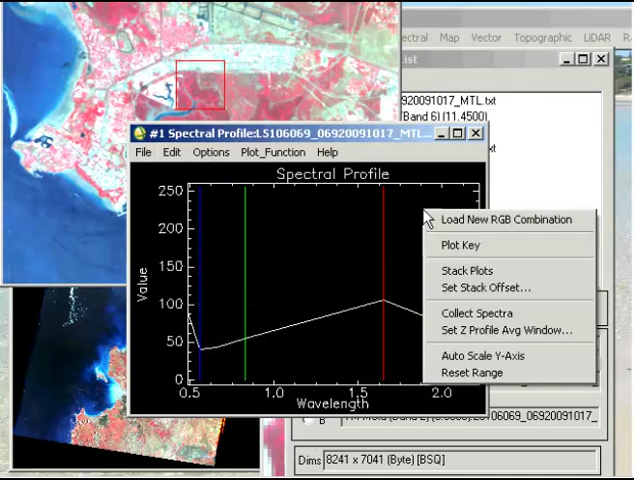 ectral Map Vector Topographic LiDAR R
ist
920091017_MTL.txt
Band 6) (11.4500)
xt
#1 Spectral Profile:L5106069_06920091017_MTL...
File Edit Options Plot_Function Help
Spectral Profile
250
200
150
100
50
0
Value
0.5 1.0 1.5 2.0
Wavelength
Load New RGB Combination
Plot Key
Stack Plots
Set Stack Offset...
Collect Spectra
Set Z Profile Avg Window...
Auto Scale Y-Axis
Reset Range
B
Dims 8241 x 7041 (Byte) [BSQ]